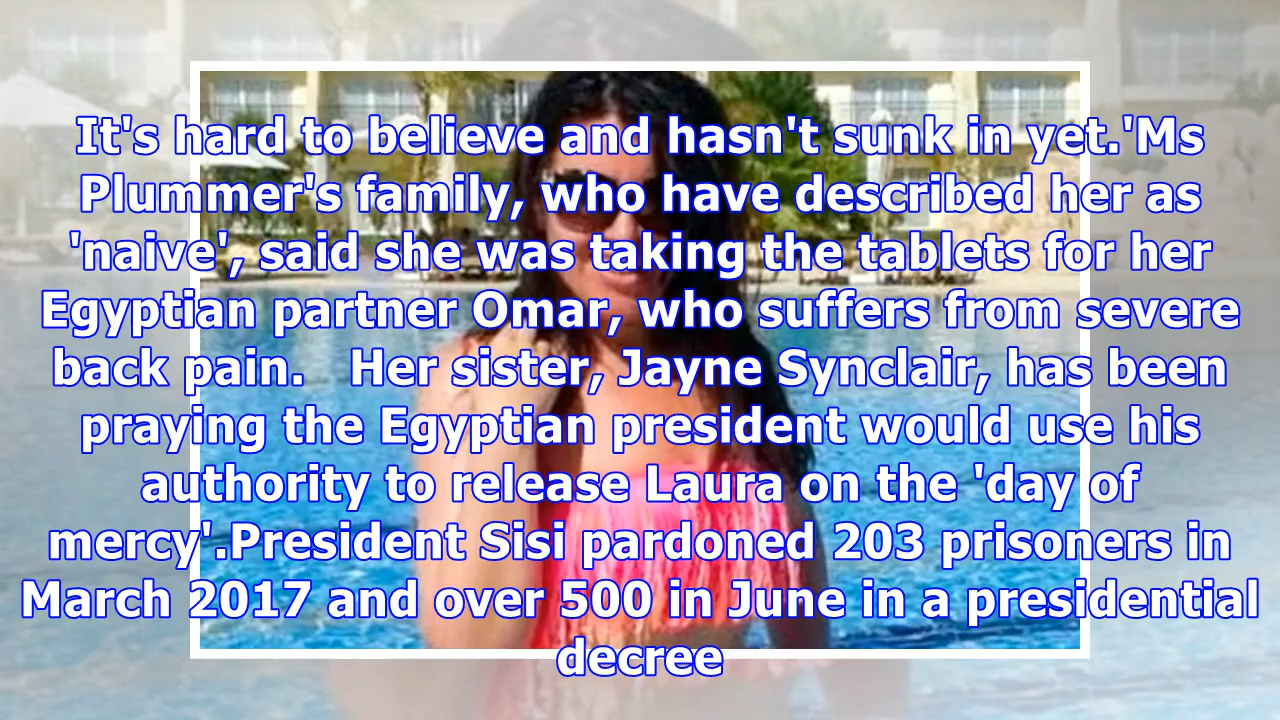 It's hard to believe and hasn't sunk in yet.'Ms
Plummer's family, who have described her as
'naive', said she was taking the tablets for her
Egyptian partner Omar, who suffers from severe
back pain.   Her sister, Jayne Synclair, has been
praying the Egyptian president would use his
authority to release Laura on the 'day of
mercy'.President Sisi pardoned 203 prisoners in
March 2017 and over 500 in June in a presidential
decree